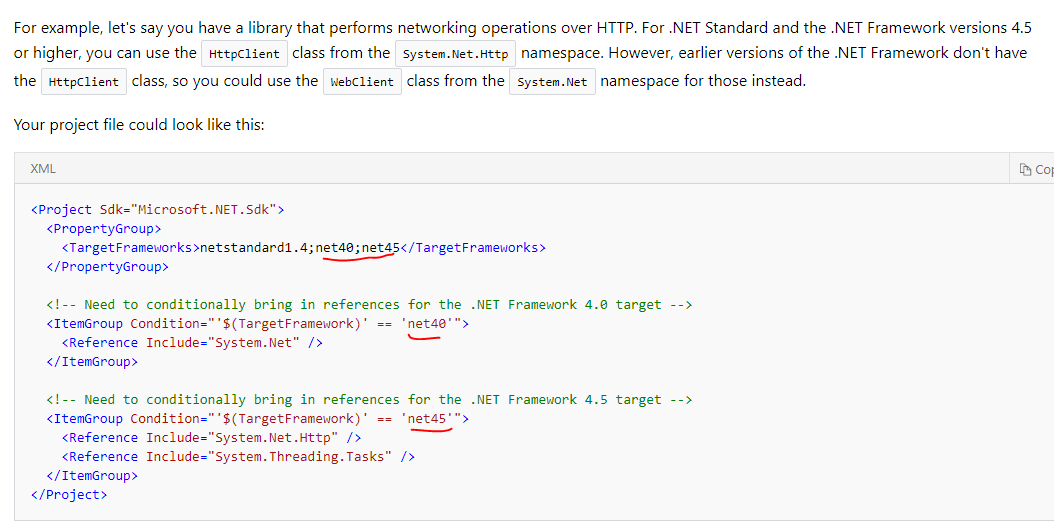 For example, let's say you have a library that performs networking operations over HTTP. For .NET Standard and the .NET Framework versions 4.5
or higher, you can use the HttpClient class from the System.Net.Http namespace. However, earlier versions of the .NET Framework don't have
the HttpClient class, so you could use the WebClient class from the System.Net namespace for those instead.
Your project file could look like this:
XML
Cop
<Project Sdk="Microsoft.NET.Sdk">
<PropertyGroup>
<TargetFrameworks>netstandard1.4;net40;net45</TargetFrameworks>
</PropertyGroup>
<!-- Need to conditionally bring in references for the .NET Framework 4.0 target -->
<ItemGroup Condition="'$(TargetFramework)' == 'net40'">
<Reference Include="System.Net" />
</ItemGroup>
<!-- Need to conditionally bring in references for the .NET Framework 4.5 target -->
<ItemGroup Condition="'$(TargetFramework)' == 'net45'">
<Reference Include="System.Net.Http" />
<Reference Include="System.Threading.Tasks" />
</ItemGroup>
</Project>